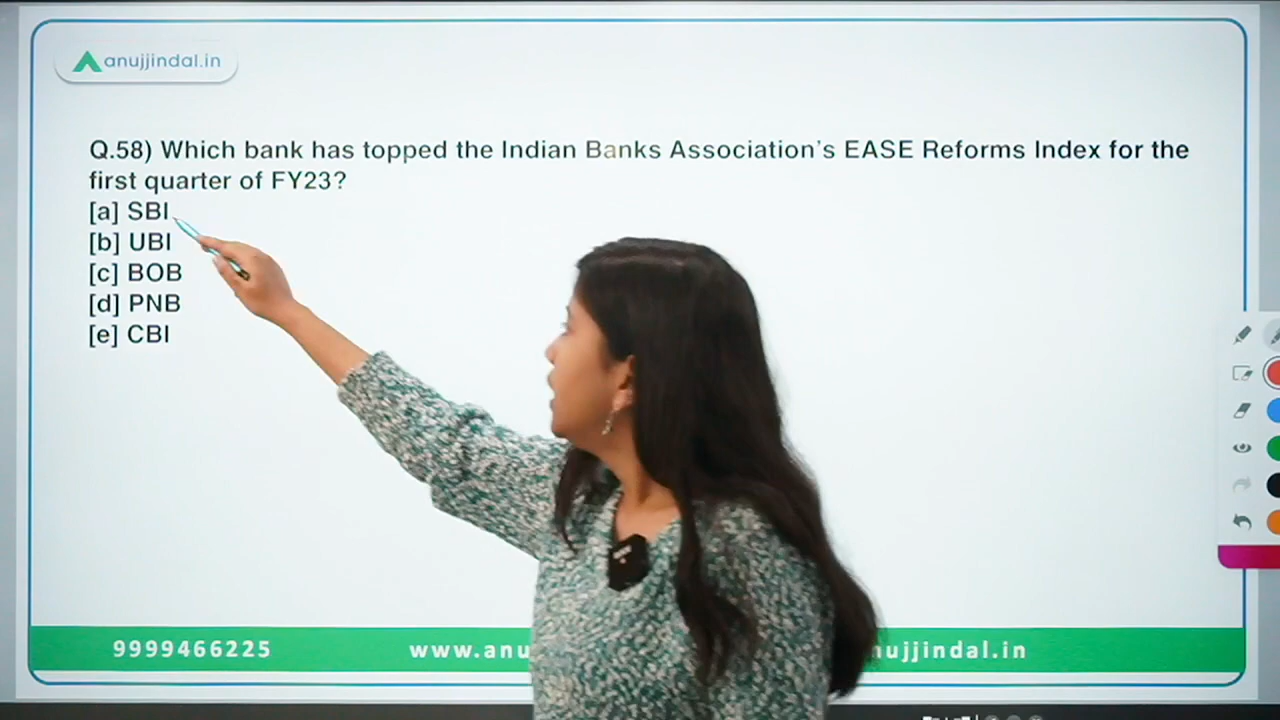 anujjindal.in
Q.58) Which bank has topped the Indian Banks Association's EASE Reforms Index for the
first quarter of FY23?
[a] SBI
[b] UBI
[c] BOB
[d] PNB
[e] CBI
9999466225 www.anu nujjindal.in